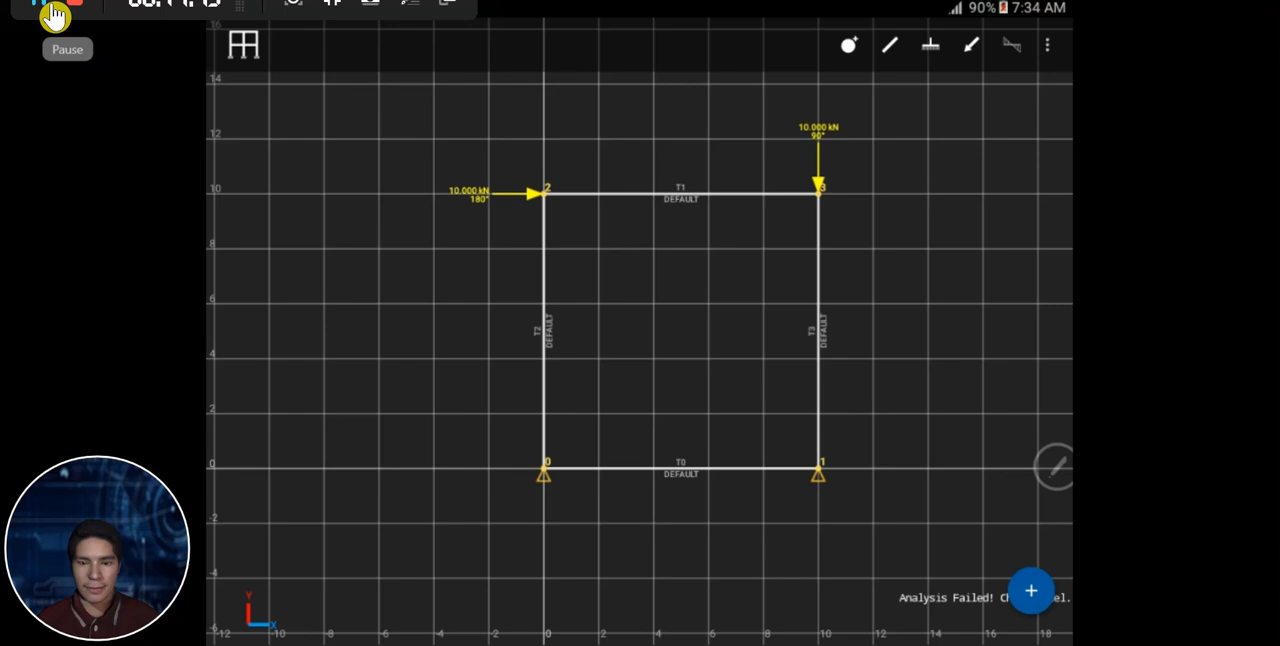 90% 7:34 AM
Pause
16
14
12
10
8
6
4
2
0
-2
-4
-6
10.000 kN
90°
10.000 kN
180°
2
T1
DEFAULT
3
T2
DEFAULT
T3
DEFAULT
0
T0
DEFAULT
1
Analysis Failed!
Y
X
-12
-10
-8
-6
-4
-2
0
2
4
6
8
10
12
14
16
18